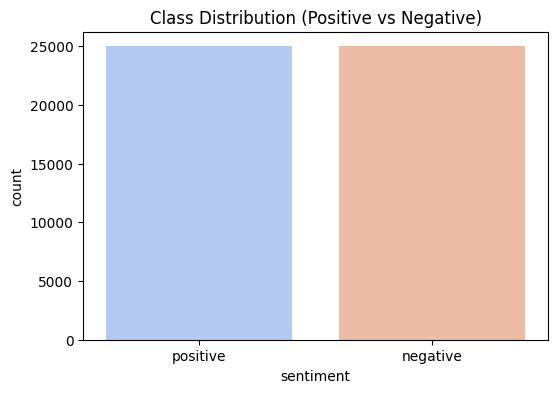 Class Distribution (Positive vs Negative)
25000
20000
15000
10000
5000
0
count
positive negative
sentiment